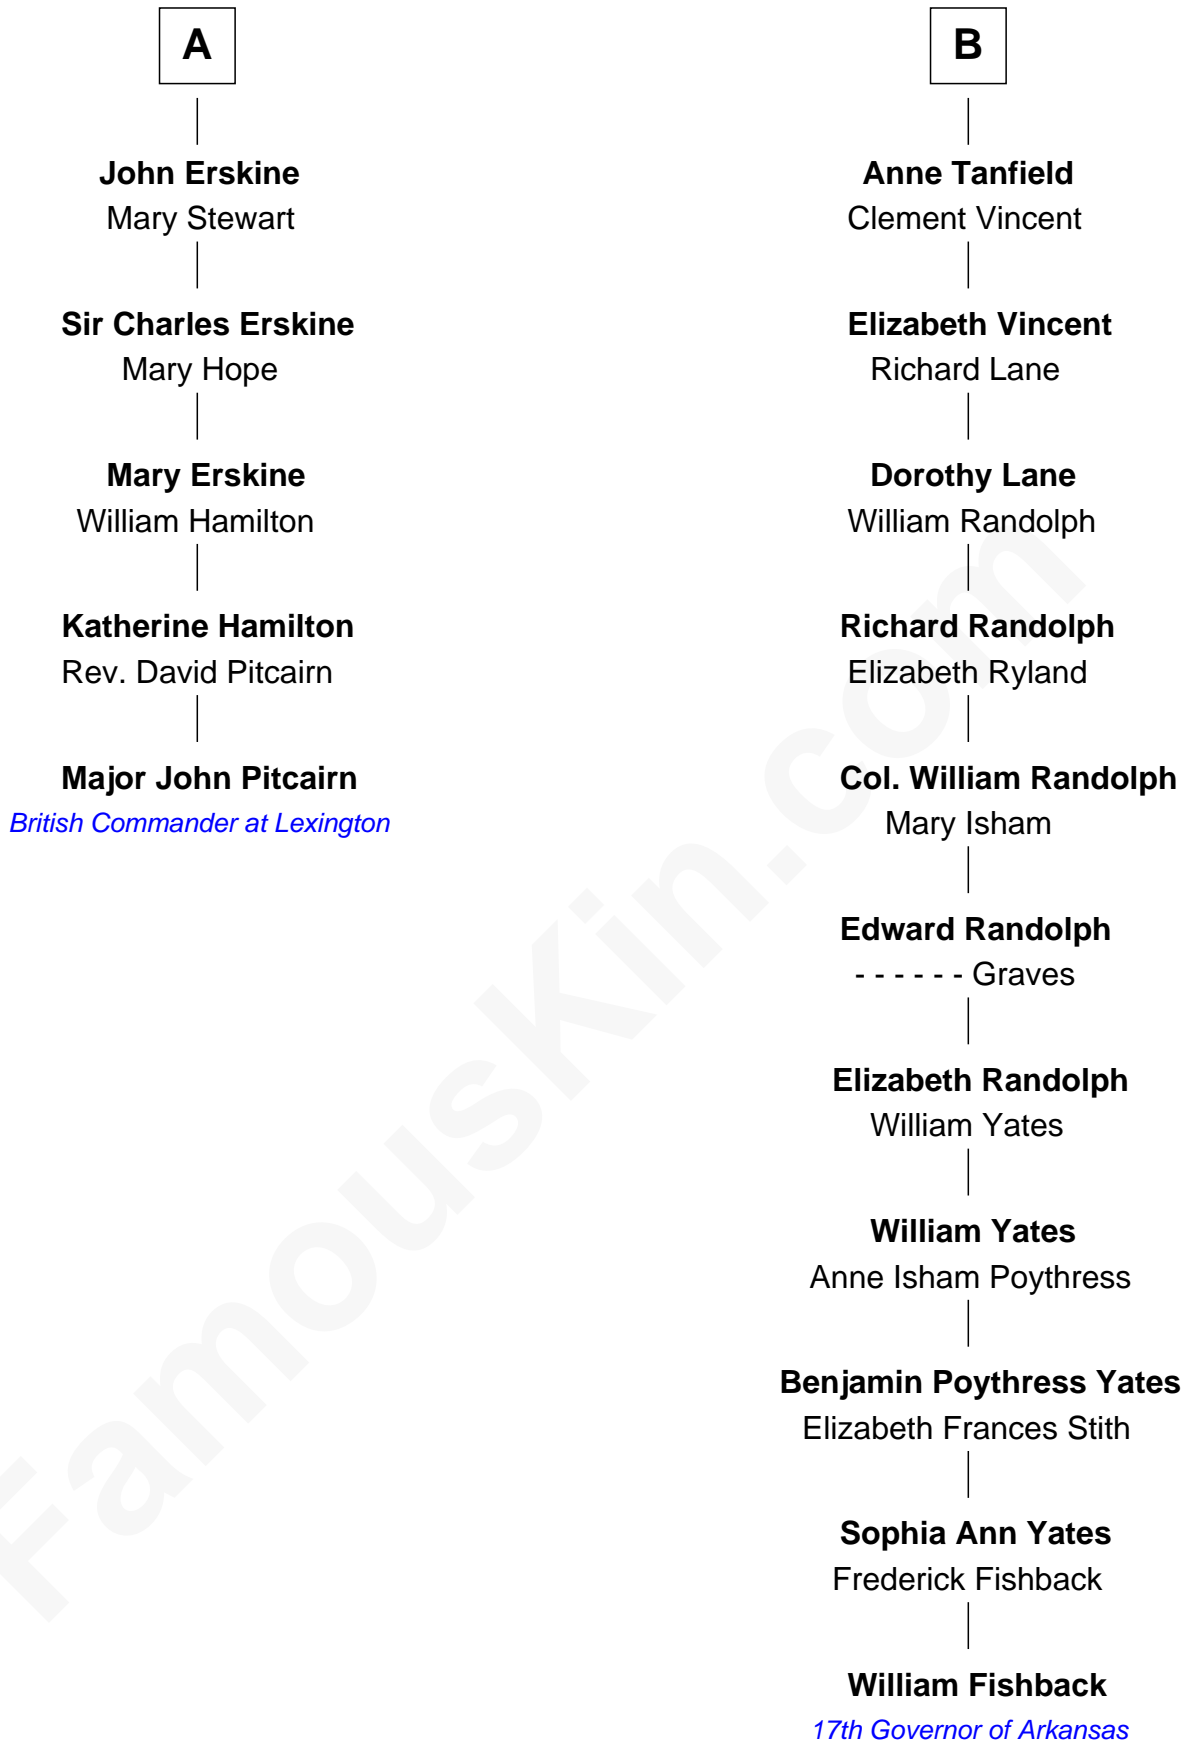 A
John Erskine
Mary Stewart
Sir Charles Erskine
Mary Hope
Mary Erskine
William Hamilton
Katherine Hamilton
Rev. David Pitcairn
Major John Pitcairn
British Commander at Lexington
B
Anne Tanfield
Clement Vincent
Elizabeth Vincent
Richard Lane
Dorothy Lane
William Randolph
Richard Randolph
Elizabeth Ryland
Col. William Randolph
Mary Isham
Edward Randolph
- - - - - - Graves
Elizabeth Randolph
William Yates
William Yates
Anne Isham Poythress
Benjamin Poythress Yates
Elizabeth Frances Stith
Sophia Ann Yates
Frederick Fishback
William Fishback
17th Governor of Arkansas
FamousKin.com